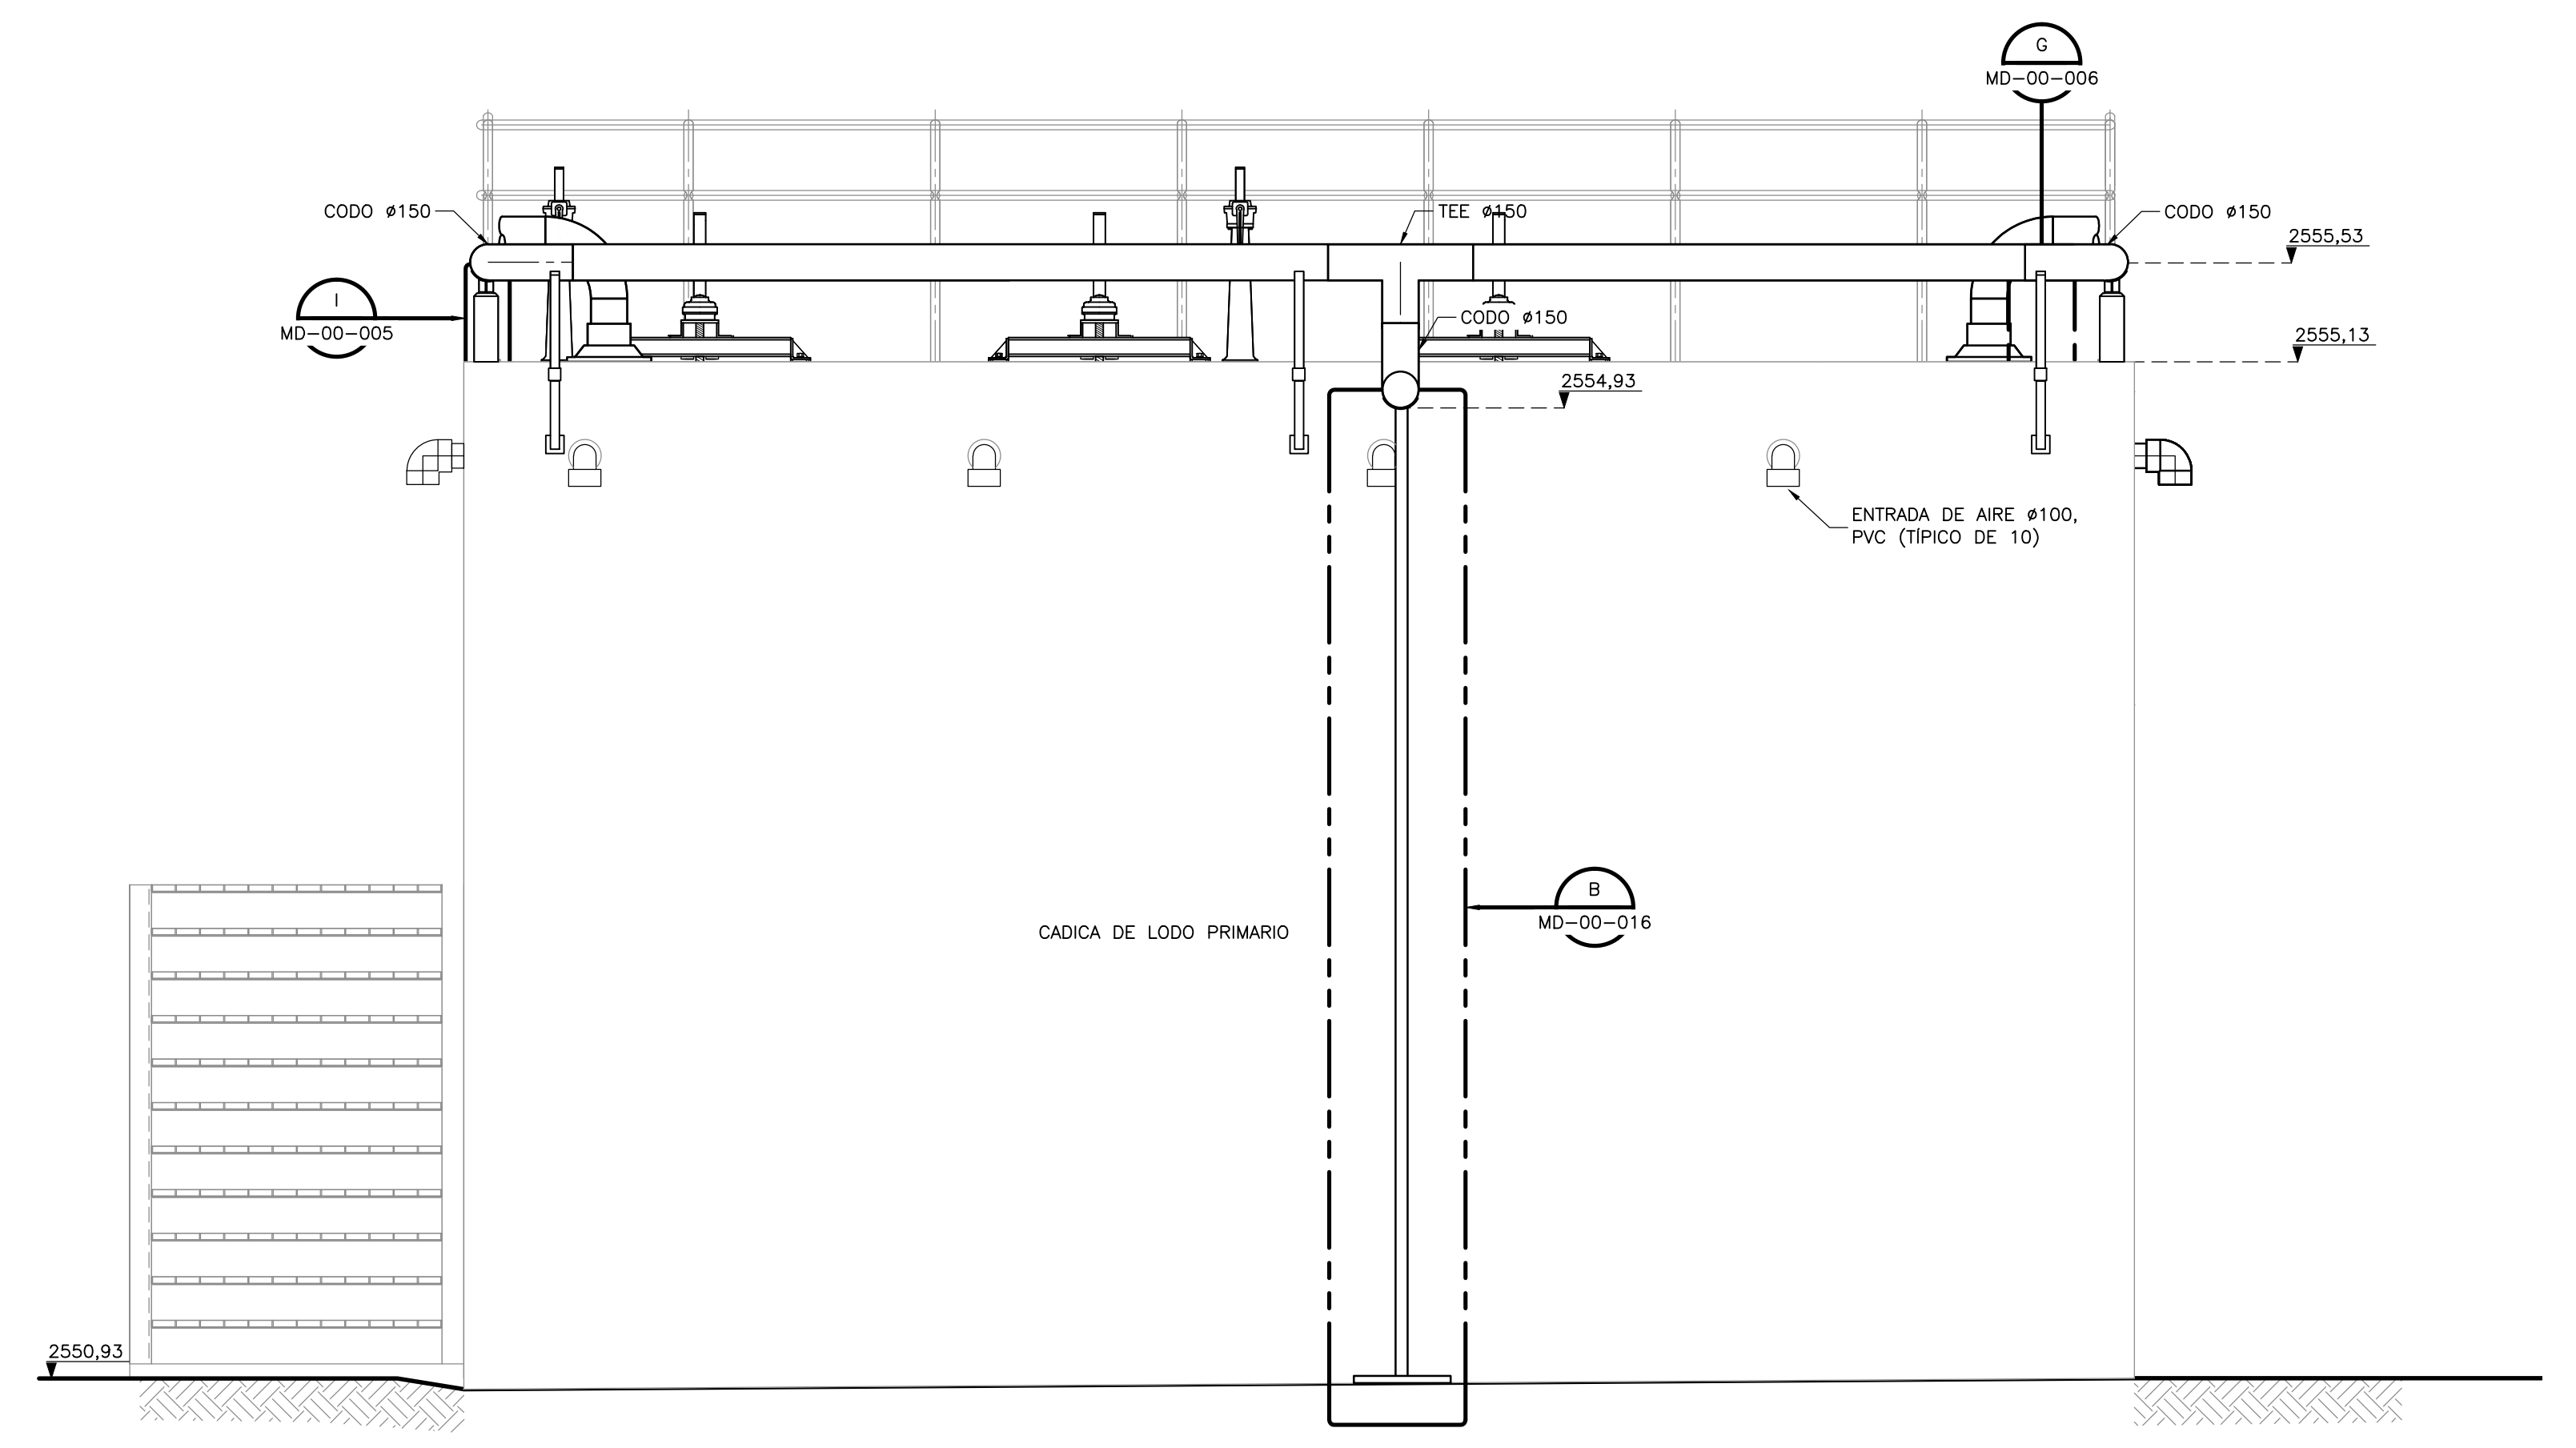 G
MD-00-006
CODO ø150
TEE ø150
CODO ø150
2555,53
I
MD-00-005
CODO ø150
2555,13
2554,93
ENTRADA DE AIRE ø100,
PVC (TÍPICO DE 10)
B
MD-00-016
CADICA DE LODO PRIMARIO
2550,93